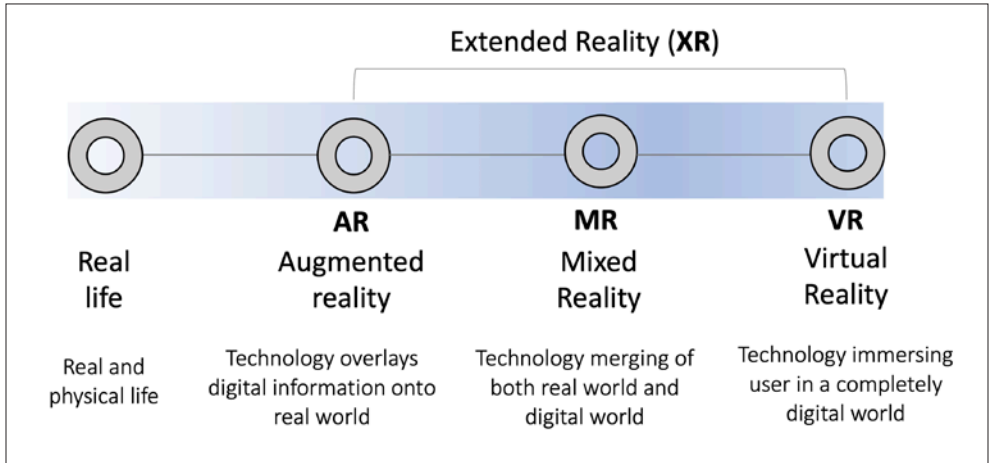 Extended Reality (XR)
AR
MR
VR
Real
life
Augmented
reality
Mixed
Reality
Virtual
Reality
Real and
physical life
Technology overlays
digital information onto
real world
Technology merging of
both real world and
digital world
Technology immersing
user in a completely
digital world